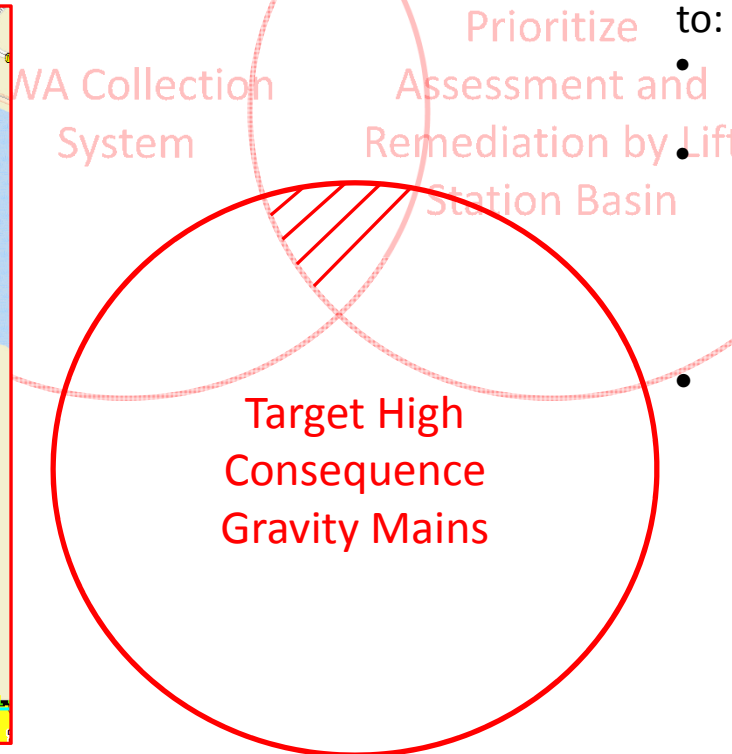 WA Collection
System
Prioritize
Assessment and
Remediation by Lift
Station Basin
to:
•
•
•
Target High
Consequence
Gravity Mains